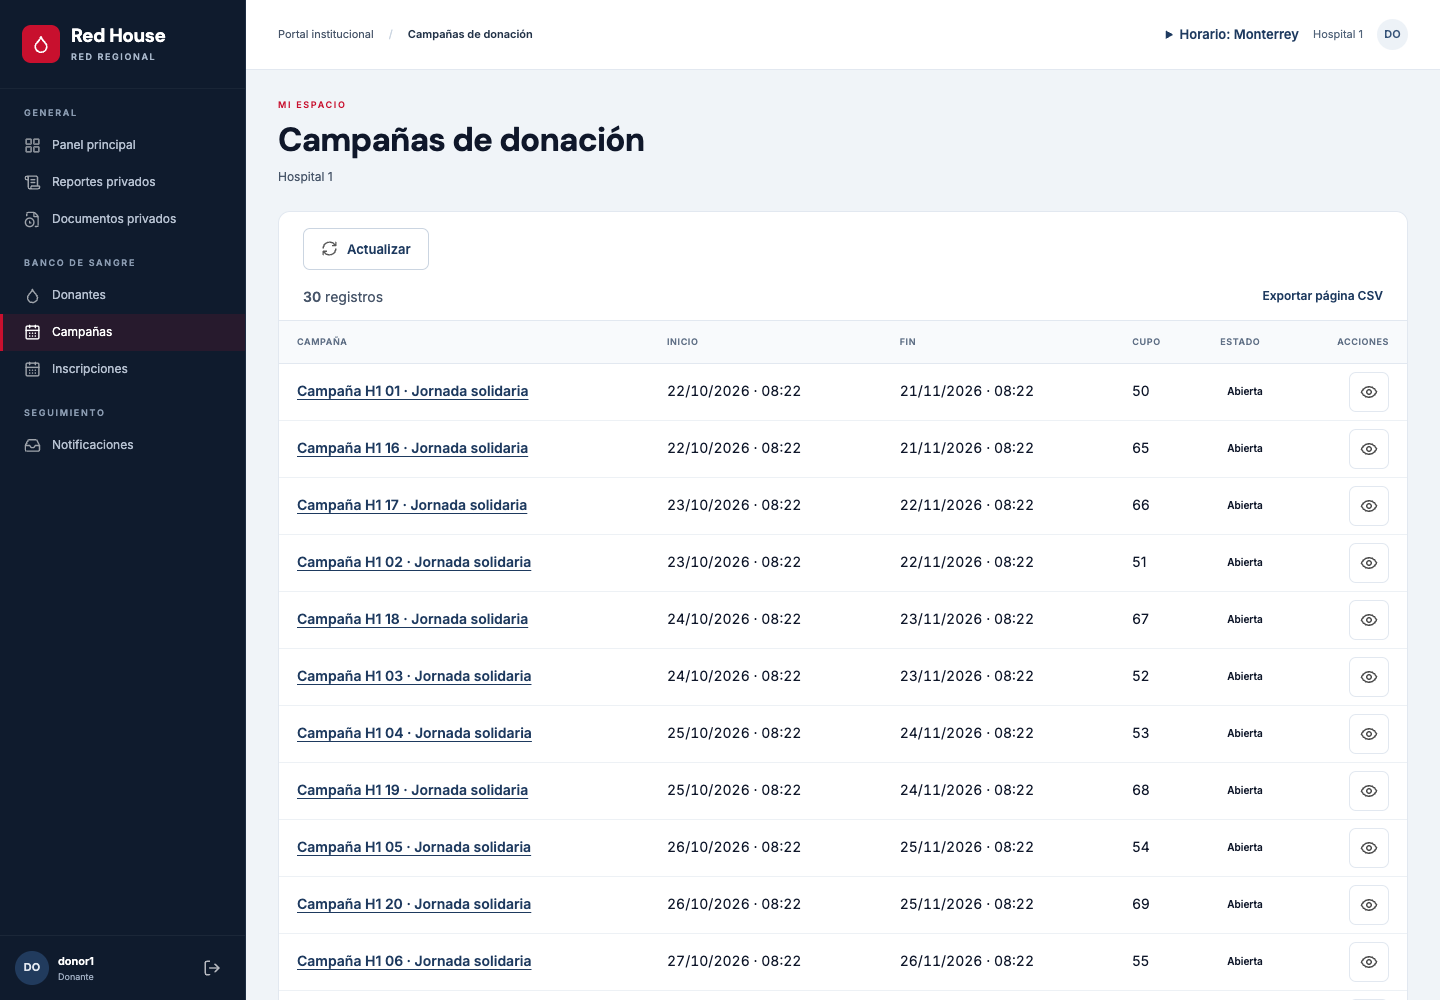 Red House
RED REGIONAL
GENERAL
Panel principal
Reportes privados
Documentos privados
BANCO DE SANGRE
Donantes
Campañas
Inscripciones
SEGUIMIENTO
Notificaciones
DO
donor1
Donante
Portal institucional / Campañas de donación
Horario: Monterrey Hospital 1 DO
MI ESPACIO
Campañas de donación
Hospital 1
Actualizar
30 registros
Exportar página CSV
CAMPAÑA INICIO FIN CUPO ESTADO ACCIONES
Campaña H1 01 · Jornada solidaria 22/10/2026 · 08:22 21/11/2026 · 08:22 50 Abierta
Campaña H1 16 · Jornada solidaria 22/10/2026 · 08:22 21/11/2026 · 08:22 65 Abierta
Campaña H1 17 · Jornada solidaria 23/10/2026 · 08:22 22/11/2026 · 08:22 66 Abierta
Campaña H1 02 · Jornada solidaria 23/10/2026 · 08:22 22/11/2026 · 08:22 51 Abierta
Campaña H1 18 · Jornada solidaria 24/10/2026 · 08:22 23/11/2026 · 08:22 67 Abierta
Campaña H1 03 · Jornada solidaria 24/10/2026 · 08:22 23/11/2026 · 08:22 52 Abierta
Campaña H1 04 · Jornada solidaria 25/10/2026 · 08:22 24/11/2026 · 08:22 53 Abierta
Campaña H1 19 · Jornada solidaria 25/10/2026 · 08:22 24/11/2026 · 08:22 68 Abierta
Campaña H1 05 · Jornada solidaria 26/10/2026 · 08:22 25/11/2026 · 08:22 54 Abierta
Campaña H1 20 · Jornada solidaria 26/10/2026 · 08:22 25/11/2026 · 08:22 69 Abierta
Campaña H1 06 · Jornada solidaria 27/10/2026 · 08:22 26/11/2026 · 08:22 55 Abierta